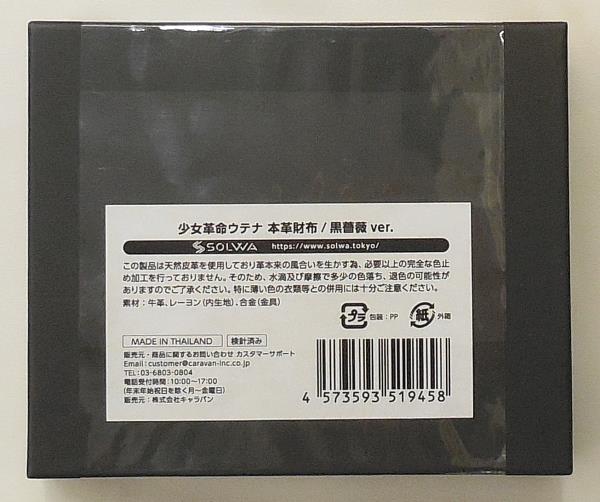 少女革命ウテナ 本革財布 / 黒薔薇 ver.
SOLWA https://www.solwa.tokyo/
この製品は天然皮革を使用しており革本来の風合いを生かす為、必要以上の完全な色止
め加工を行っておりません。そのため、水滴及び摩擦で多少の色落ち、退色の可能性が
ありますのでご了承ください。特に薄い色の衣類等との併用には十分ご注意ください。
素材：牛革、レーヨン（内生地）、合金（金具）
プラ 包装：PP 紙 外箱
MADE IN THAILAND 検針済み
販売元・商品に関するお問い合わせ カスタマーサポート
Email：customer@caravan-inc.co.jp
TEL：03-6803-0804
電話受付時間：10:00〜17:00
（年末年始祝日を除く月〜金曜日）
販売元：株式会社キャラバン
4 573593 519458